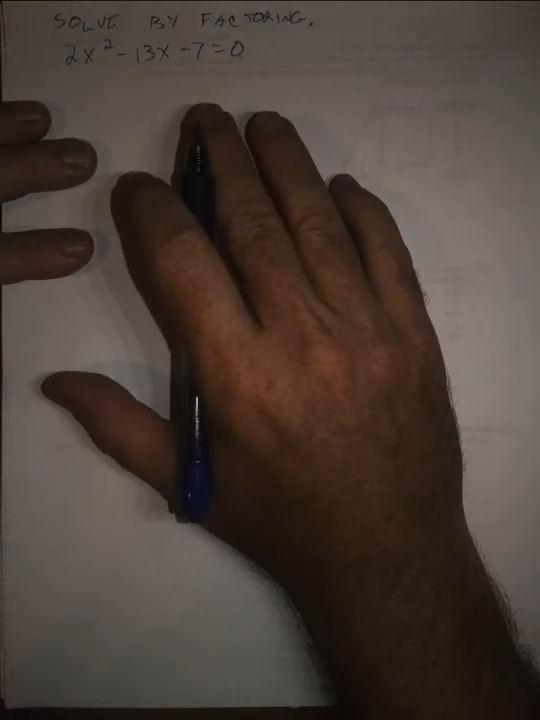 SOLVE BY FACTORING.
2x² - 13x - 7 = 0